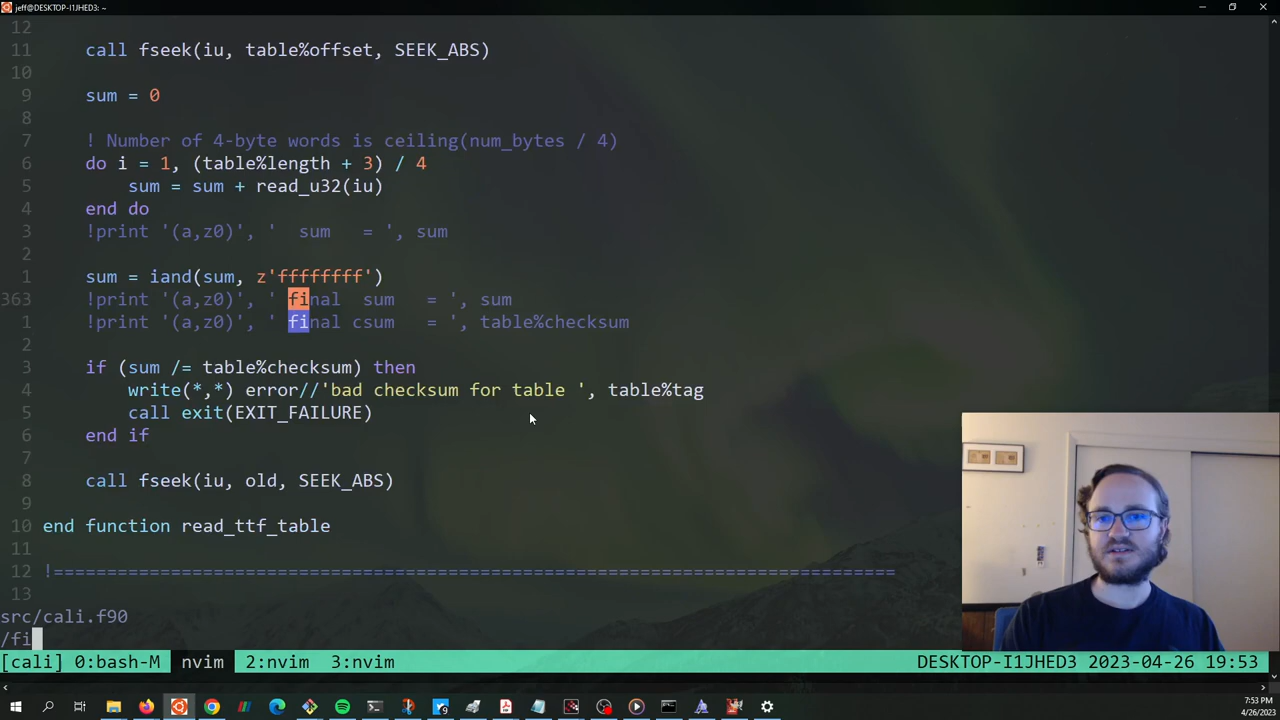 jeff@DESKTOP-I1JHED3: ~
12
11 call fseek(iu, table%offset, SEEK_ABS)
10
9 sum = 0
8
7 ! Number of 4-byte words is ceiling(num_bytes / 4)
6 do i = 1, (table%length + 3) / 4
5 sum = sum + read_u32(iu)
4 end do
3 !print '(a,z0)', ' sum = ', sum
2
1 sum = iand(sum, z'ffffffff')
363 !print '(a,z0)', ' final sum = ', sum
1 !print '(a,z0)', ' final csum = ', table%checksum
2
3 if (sum /= table%checksum) then
4 write(*,*) error//'bad checksum for table ', table%tag
5 call exit(EXIT_FAILURE)
6 end if
7
8 call fseek(iu, old, SEEK_ABS)
9
10 end function read_ttf_table
11
12 !===============================================================================
13
src/cali.f90
/fi
[cali] 0:bash-M nvim 2:nvim 3:nvim DESKTOP-I1JHED3 2023-04-26 19:53
7:53 PM
4/26/2023